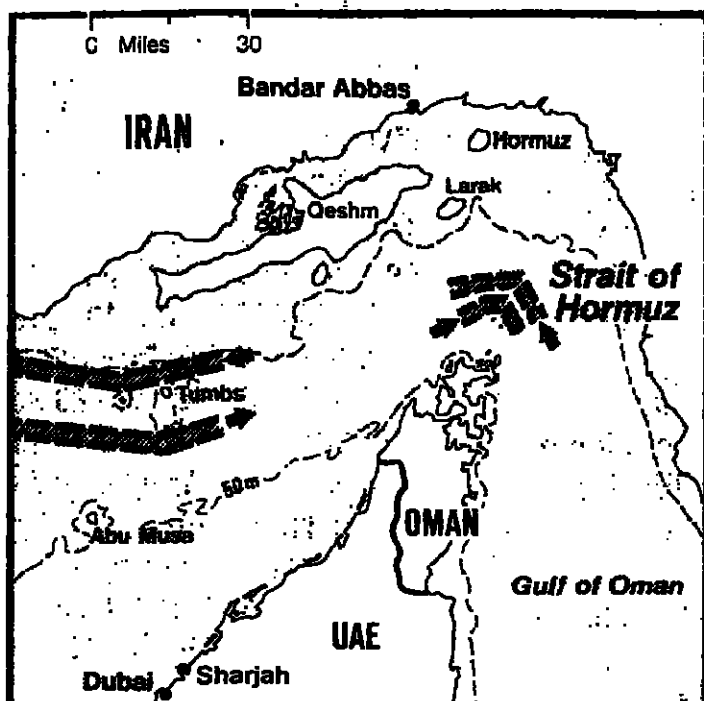 0 Miles 30
Bandar Abbas
IRAN
Hormuz
Larak
Qeshm
Strait of
Hormuz
Tumbs
50m
Abu Musa
OMAN
Gulf of Oman
UAE
Sharjah
Dubai